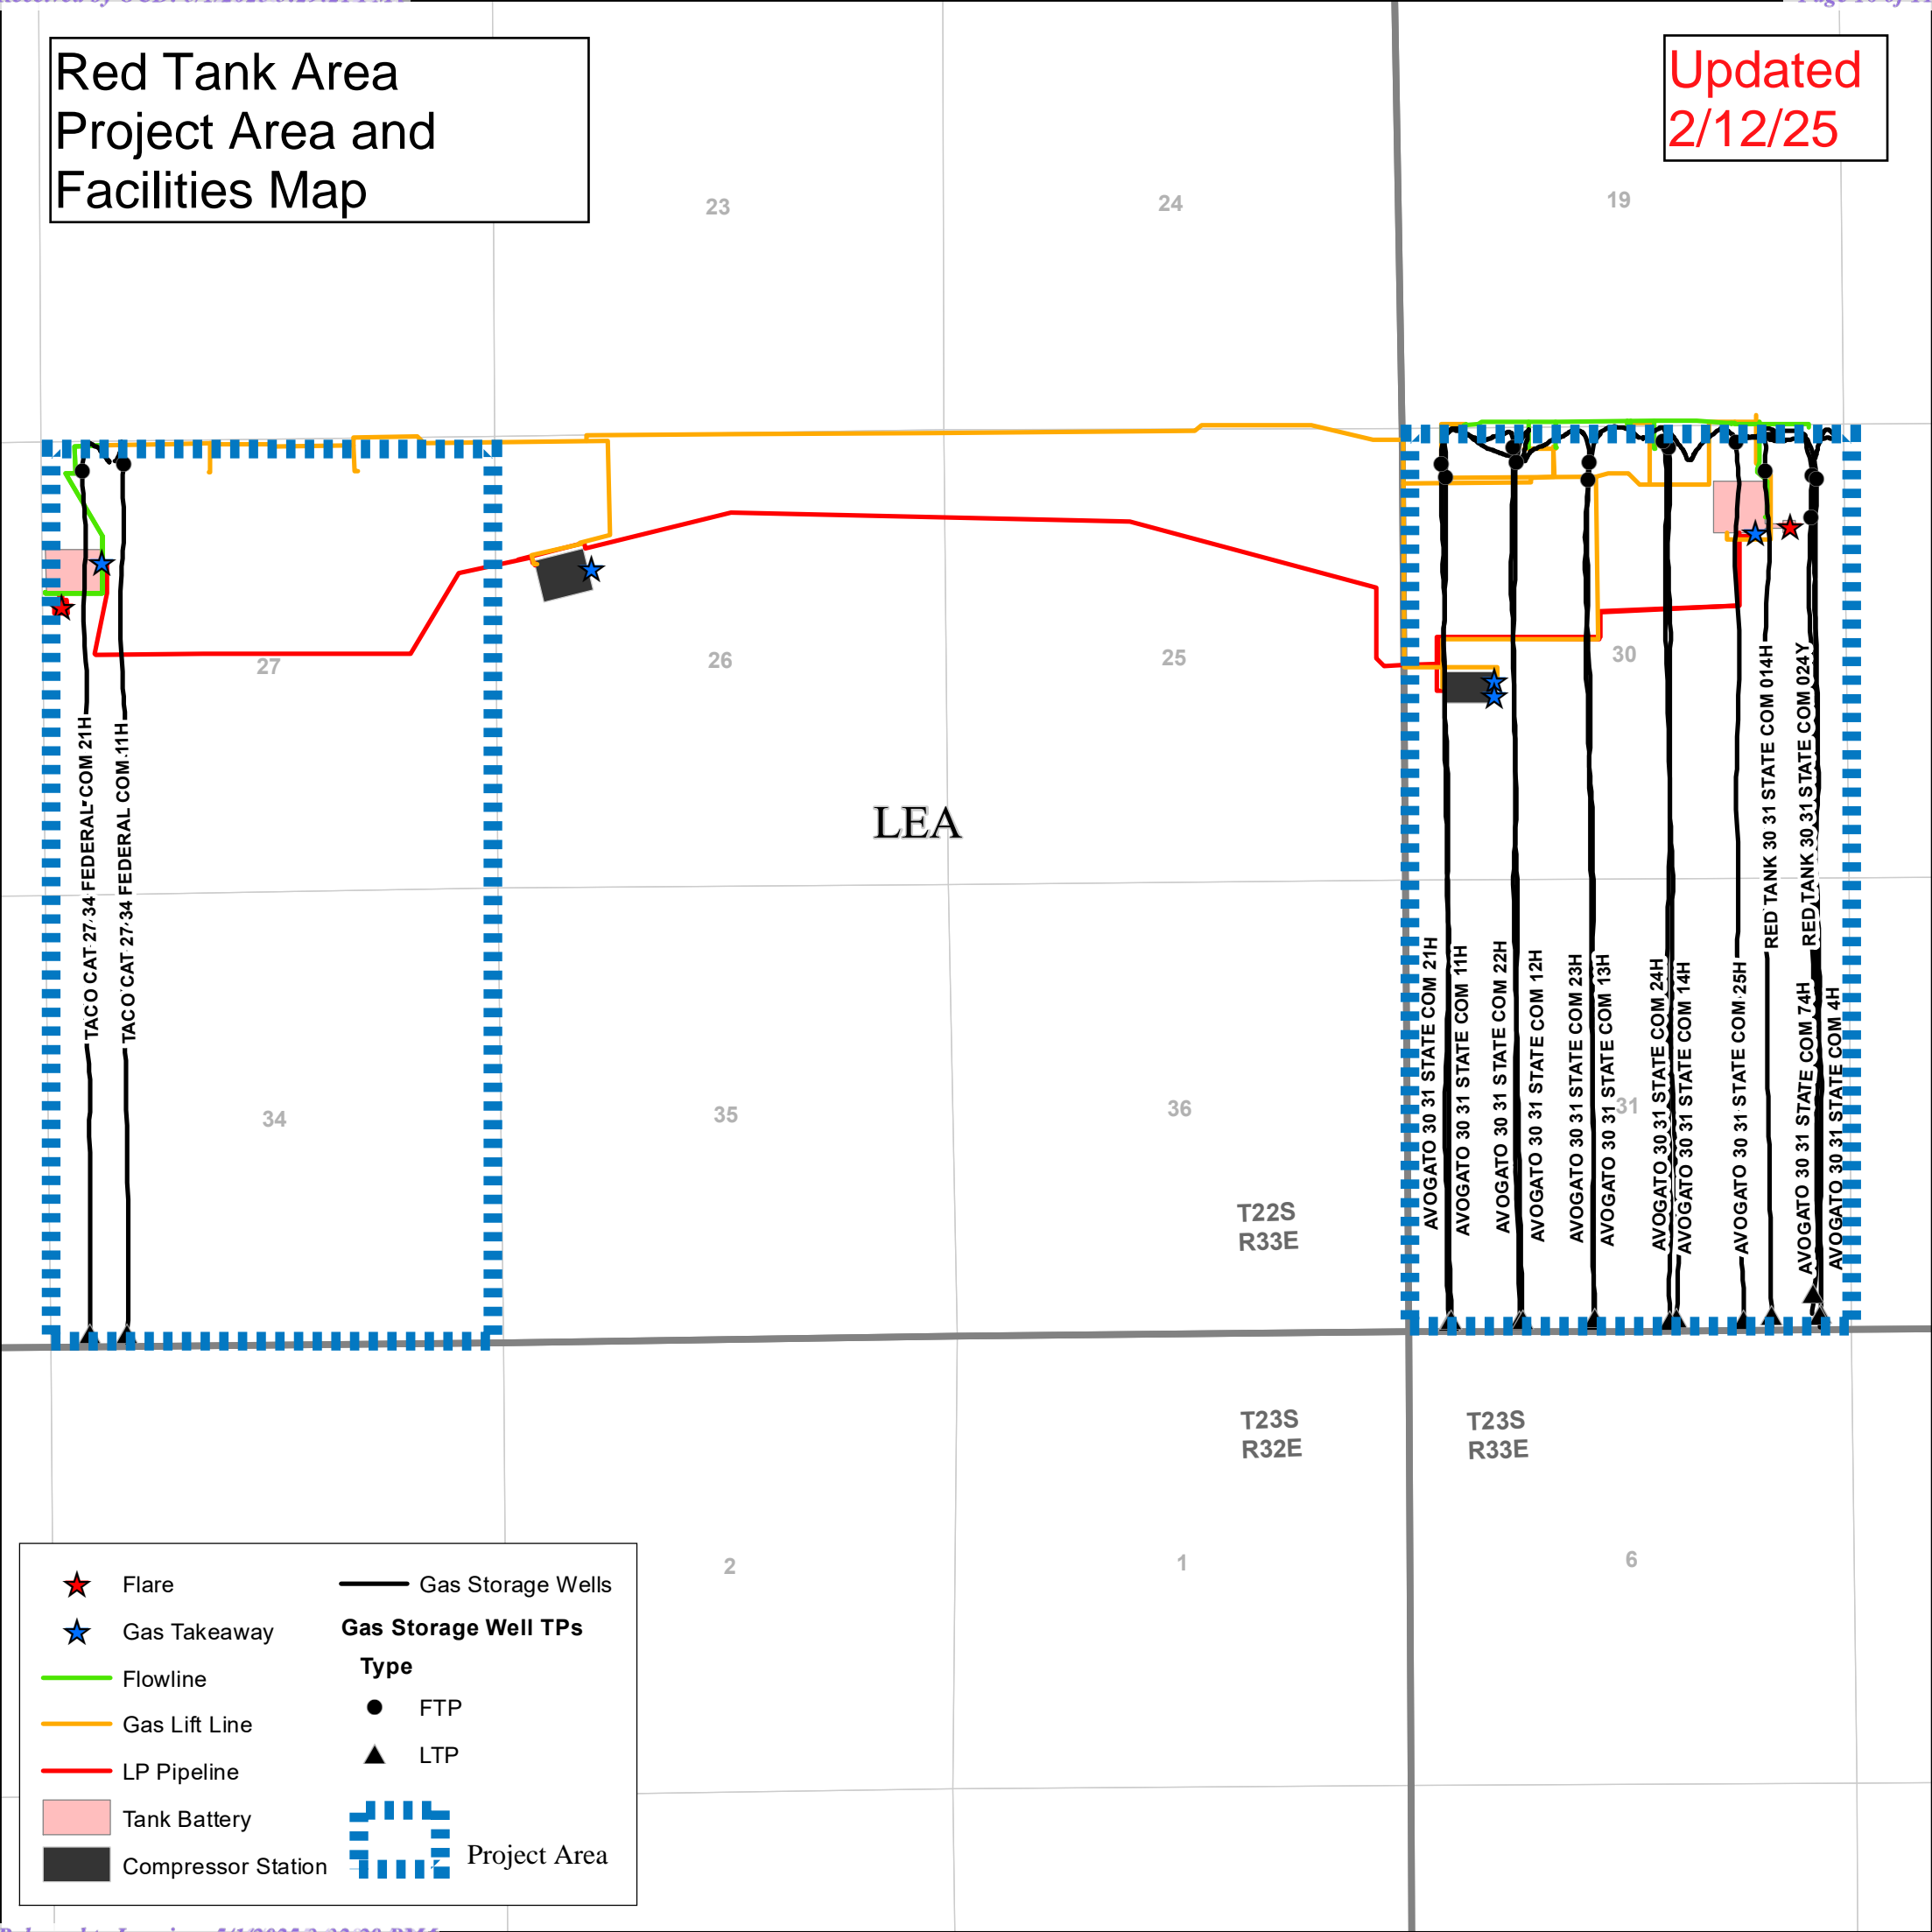 Red Tank Area
Project Area and
Facilities Map
Updated
2/12/25
23
24
19
27
26
25
30
LEA
34
35
36
31
TACO CAT 27 34 FEDERAL COM 21H
TACO CAT 27 34 FEDERAL COM 11H
AVOGATO 30 31 STATE COM 21H
AVOGATO 30 31 STATE COM 11H
AVOGATO 30 31 STATE COM 22H
AVOGATO 30 31 STATE COM 12H
AVOGATO 30 31 STATE COM 23H
AVOGATO 30 31 STATE COM 13H
AVOGATO 30 31 STATE COM 24H
AVOGATO 30 31 STATE COM 14H
AVOGATO 30 31 STATE COM 25H
RED TANK 30 31 STATE COM 014H
RED TANK 30 31 STATE COM 024Y
AVOGATO 30 31 STATE COM 74H
AVOGATO 30 31 STATE COM 4H
T22S
R33E
T23S
R32E
T23S
R33E
2
1
6
Flare
Gas Takeaway
Flowline
Gas Lift Line
LP Pipeline
Tank Battery
Compressor Station
Gas Storage Wells
Gas Storage Well TPs
Type
FTP
LTP
Project Area